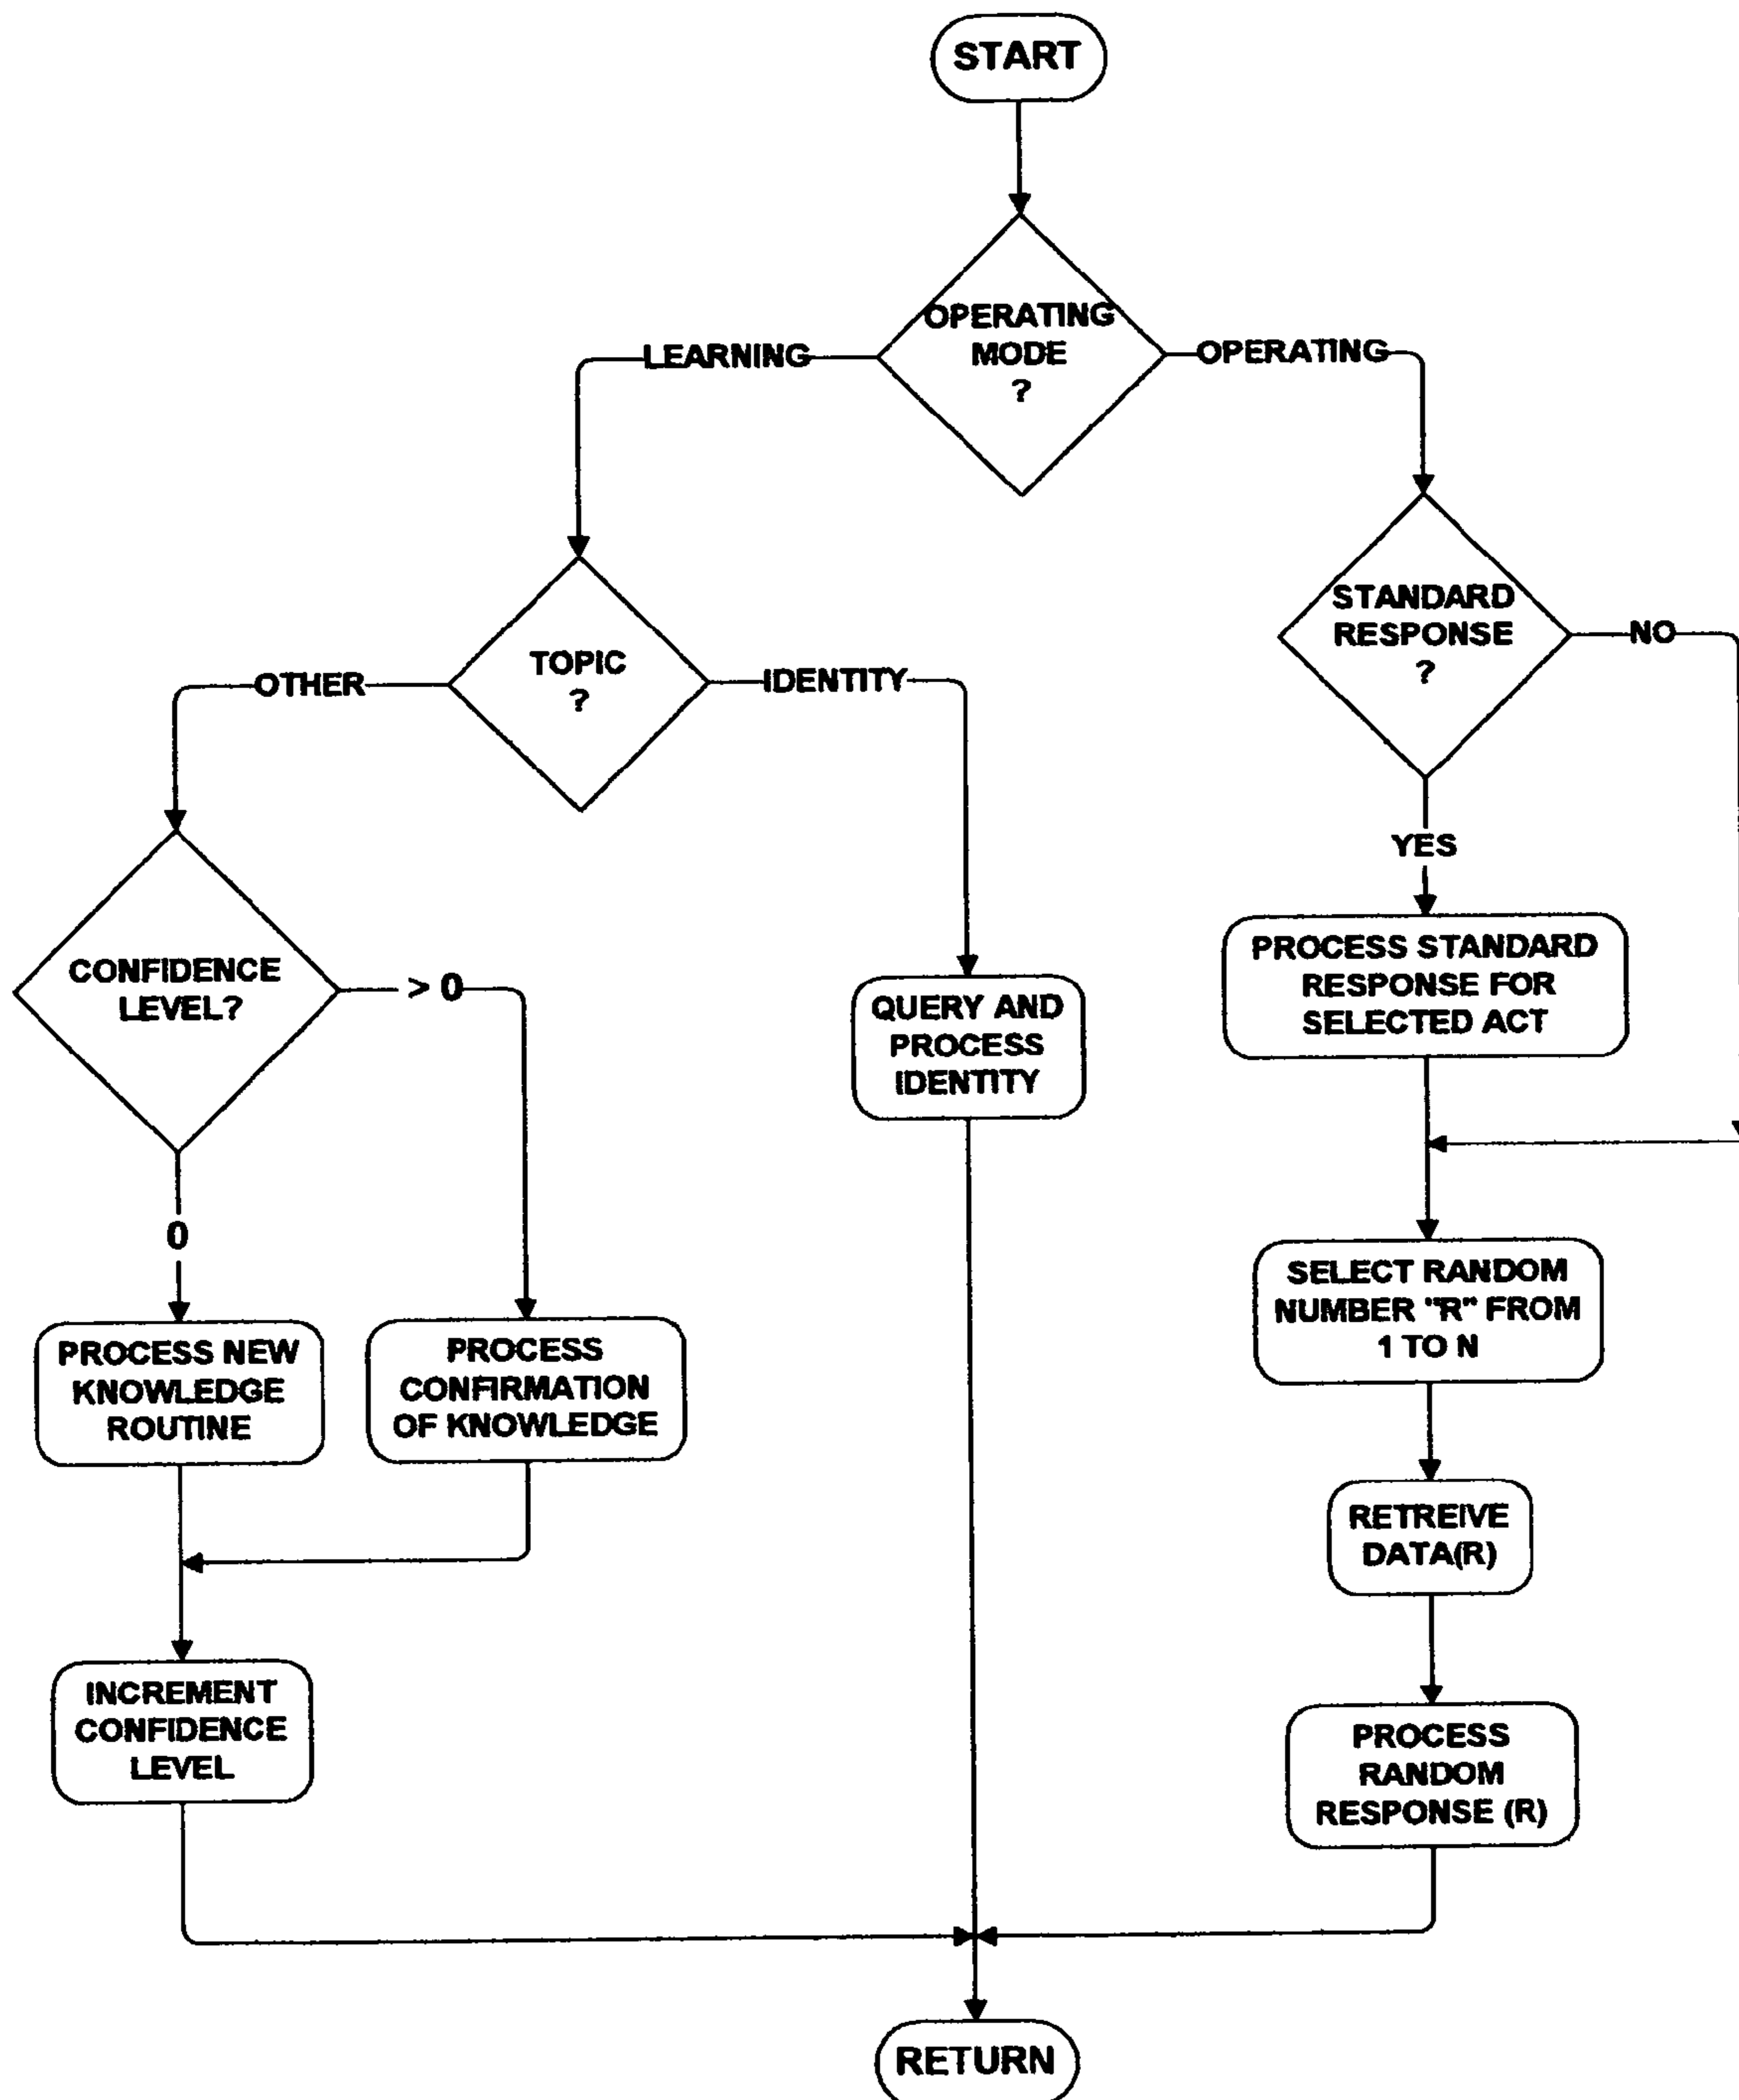 START
OPERATING
MODE
?
LEARNING
OPERATING
STANDARD
RESPONSE
?
NO
TOPIC
?
OTHER
IDENTITY
YES
PROCESS STANDARD
RESPONSE FOR
SELECTED ACT
CONFIDENCE
LEVEL?
> 0
QUERY AND
PROCESS
IDENTITY
0
SELECT RANDOM
NUMBER "R" FROM
1 TO N
PROCESS NEW
KNOWLEDGE
ROUTINE
PROCESS
CONFIRMATION
OF KNOWLEDGE
RETREIVE
DATA(R)
INCREMENT
CONFIDENCE
LEVEL
PROCESS
RANDOM
RESPONSE (R)
RETURN